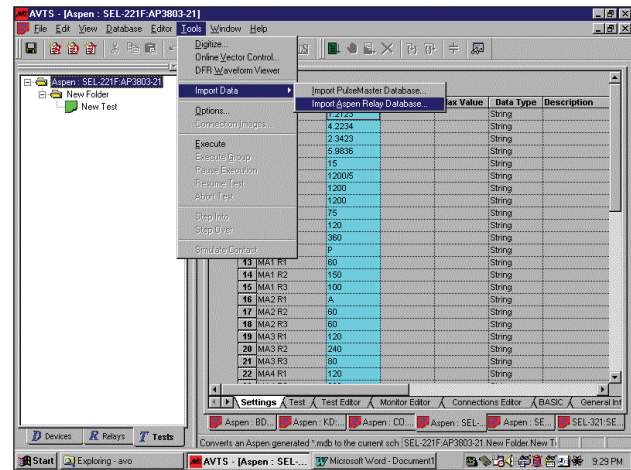 AVTS - [Aspen : SEL-221F:AP3803-21]
File Edit View Database Editor Tools Window Help
Digitize...
Online Vector Control...
DFR Waveform Viewer
Import Data
Import PulseMaster Database...
Import Aspen Relay Database...
Options...
Connection Images...
Execute
Execute Group
Pause Execution
Resume Test
Abort Test
Step Into
Step Over
Simulate Contact
Aspen : SEL-221F:AP3803-21
New Folder
New Test
Max Value Data Type Description
1.2123 String
4.2234 String
2.3423 String
5.9836 String
15 String
1200/5 String
1200 String
1200 String
75 String
120 String
360 String
P String
13 MA1 R1 60 String
14 MA1 R2 150 String
15 MA1 R3 100 String
16 MA2 R1 A String
17 MA2 R2 60 String
18 MA2 R3 60 String
19 MA3 R1 120 String
20 MA3 R2 240 String
21 MA3 R3 80 String
22 MA4 R1 120 String
Settings Test Test Editor Monitor Editor Connections Editor BASIC General Inf
Aspen : BD... Aspen : KD:... Aspen : CO:... Aspen : SEL-... Aspen : SE... SEL-321:SE...
Devices Relays Tests
Converts an Aspen generated *.mdb to the current sch SEL-221F:AP3803-21.New Folder.New T
Start Exploring - avo AVTS - [Aspen : SEL-... Microsoft Word - Document1 9:29 PM